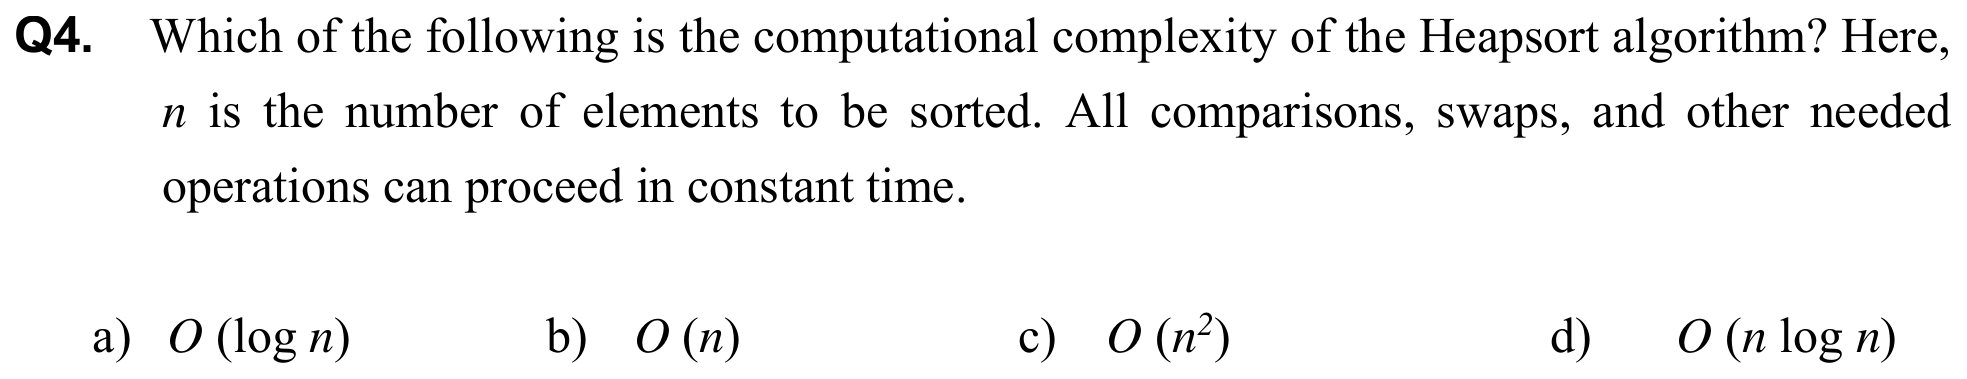 Q4. Which of the following is the computational complexity of the Heapsort algorithm? Here,
n is the number of elements to be sorted. All comparisons, swaps, and other needed
operations can proceed in constant time.
a) O (log n) b) O (n) c) O (n²) d) O (n log n)